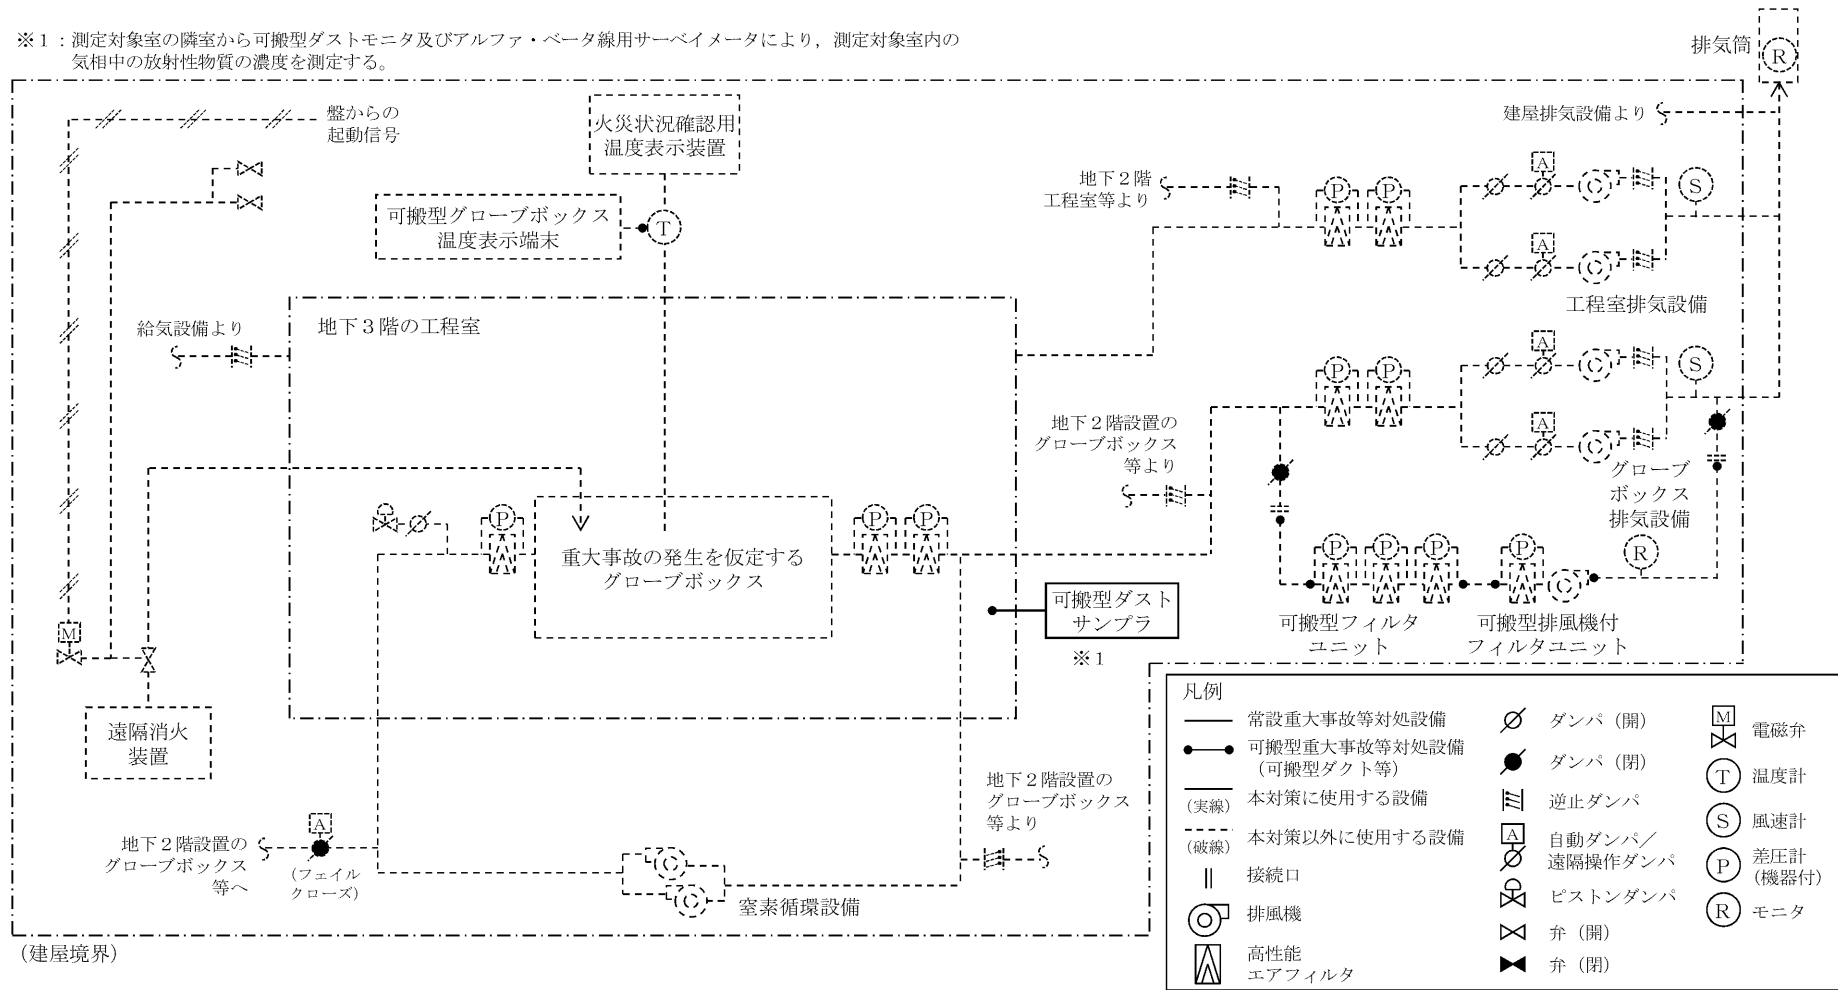 ※１：測定対象室の隣室から可搬型ダストモニタ及びアルファ・ベータ線用サーベイメータにより，測定対象室内の
気相中の放射性物質の濃度を測定する。
排気筒
R
盤からの
起動信号
火災状況確認用
温度表示装置
建屋排気設備より
可搬型グローブボックス
温度表示端末
T
地下２階
工程室等より
P
P
A
S
A
工程室排気設備
給気設備より
地下３階の工程室
P
P
A
S
A
地下２階設置の
グローブボックス
等より
グローブ
ボックス
排気設備
P
重大事故の発生を仮定する
グローブボックス
P
P
P
P
P
P
R
可搬型フィルタ
ユニット
可搬型排風機付
フィルタユニット
可搬型ダスト
サンプラ
※１
M
遠隔消火
装置
地下２階設置の
グローブボックス
等へ
A
（フェイル
クローズ）
窒素循環設備
地下２階設置の
グローブボックス
等より
（建屋境界）
凡例
常設重大事故等対処設備
可搬型重大事故等対処設備
（可搬型ダクト等）
（実線）
本対策に使用する設備
（破線）
本対策以外に使用する設備
接続口
排風機
高性能
エアフィルタ
ダンパ（開）
ダンパ（閉）
逆止ダンパ
A
自動ダンパ／
遠隔操作ダンパ
ピストンダンパ
弁（開）
弁（閉）
M
電磁弁
T
温度計
S
風速計
P
差圧計
（機器付）
R
モニタ